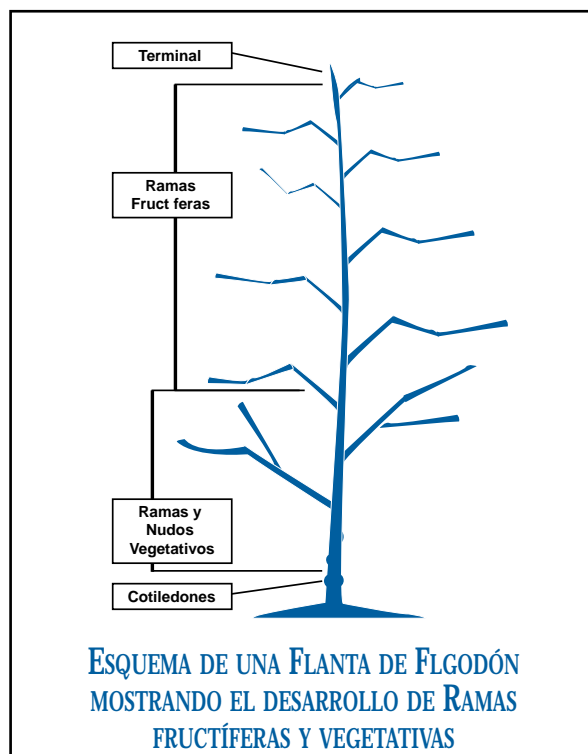 Terminal
Ramas
Fruct feras
Ramas y
Nudos
Vegetativos
Cotiledones
ESQUEMA DE UNA FLANTA DE FLGODÓN
MOSTRANDO EL DESARROLLO DE RAMAS
FRUCTÍFERAS Y VEGETATIVAS